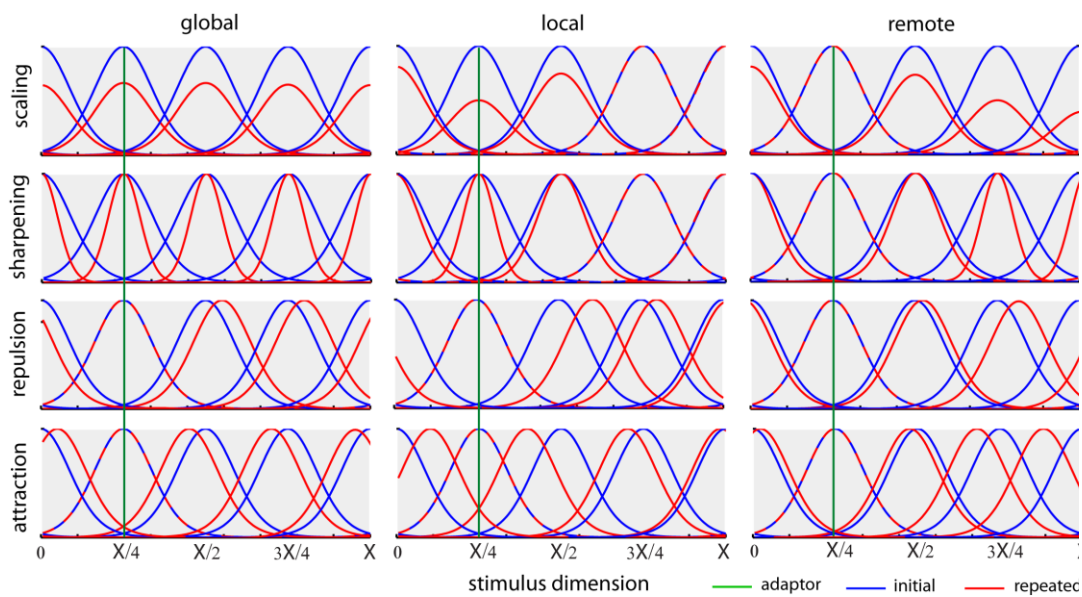 global local remote
scaling
sharpening
repulsion
attraction
0 X/4 X/2 3X/4 X X/4 X/2 3X/4 X X/4 X/2 3X/4 X
stimulus dimension adaptor initial repeated